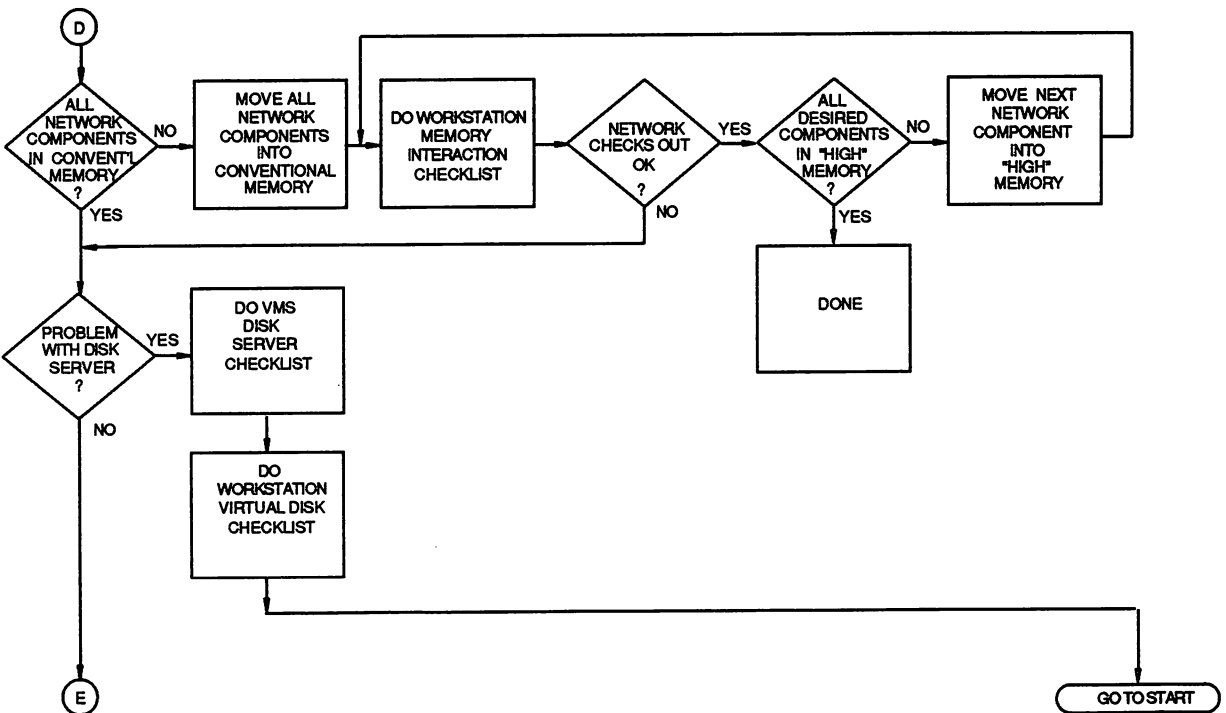 D
ALL
NETWORK
COMPONENTS
IN CONVENT'L
MEMORY
?
NO
YES
MOVE ALL
NETWORK
COMPONENTS
INTO
CONVENTIONAL
MEMORY
DO WORKSTATION
MEMORY
INTERACTION
CHECKLIST
NETWORK
CHECKS OUT
OK
?
YES
NO
ALL
DESIRED
COMPONENTS
IN "HIGH"
MEMORY
?
NO
YES
MOVE NEXT
NETWORK
COMPONENT
INTO
"HIGH"
MEMORY
DONE
PROBLEM
WITH DISK
SERVER
?
YES
NO
DO VMS
DISK
SERVER
CHECKLIST
DO
WORKSTATION
VIRTUAL DISK
CHECKLIST
E
GO TO START